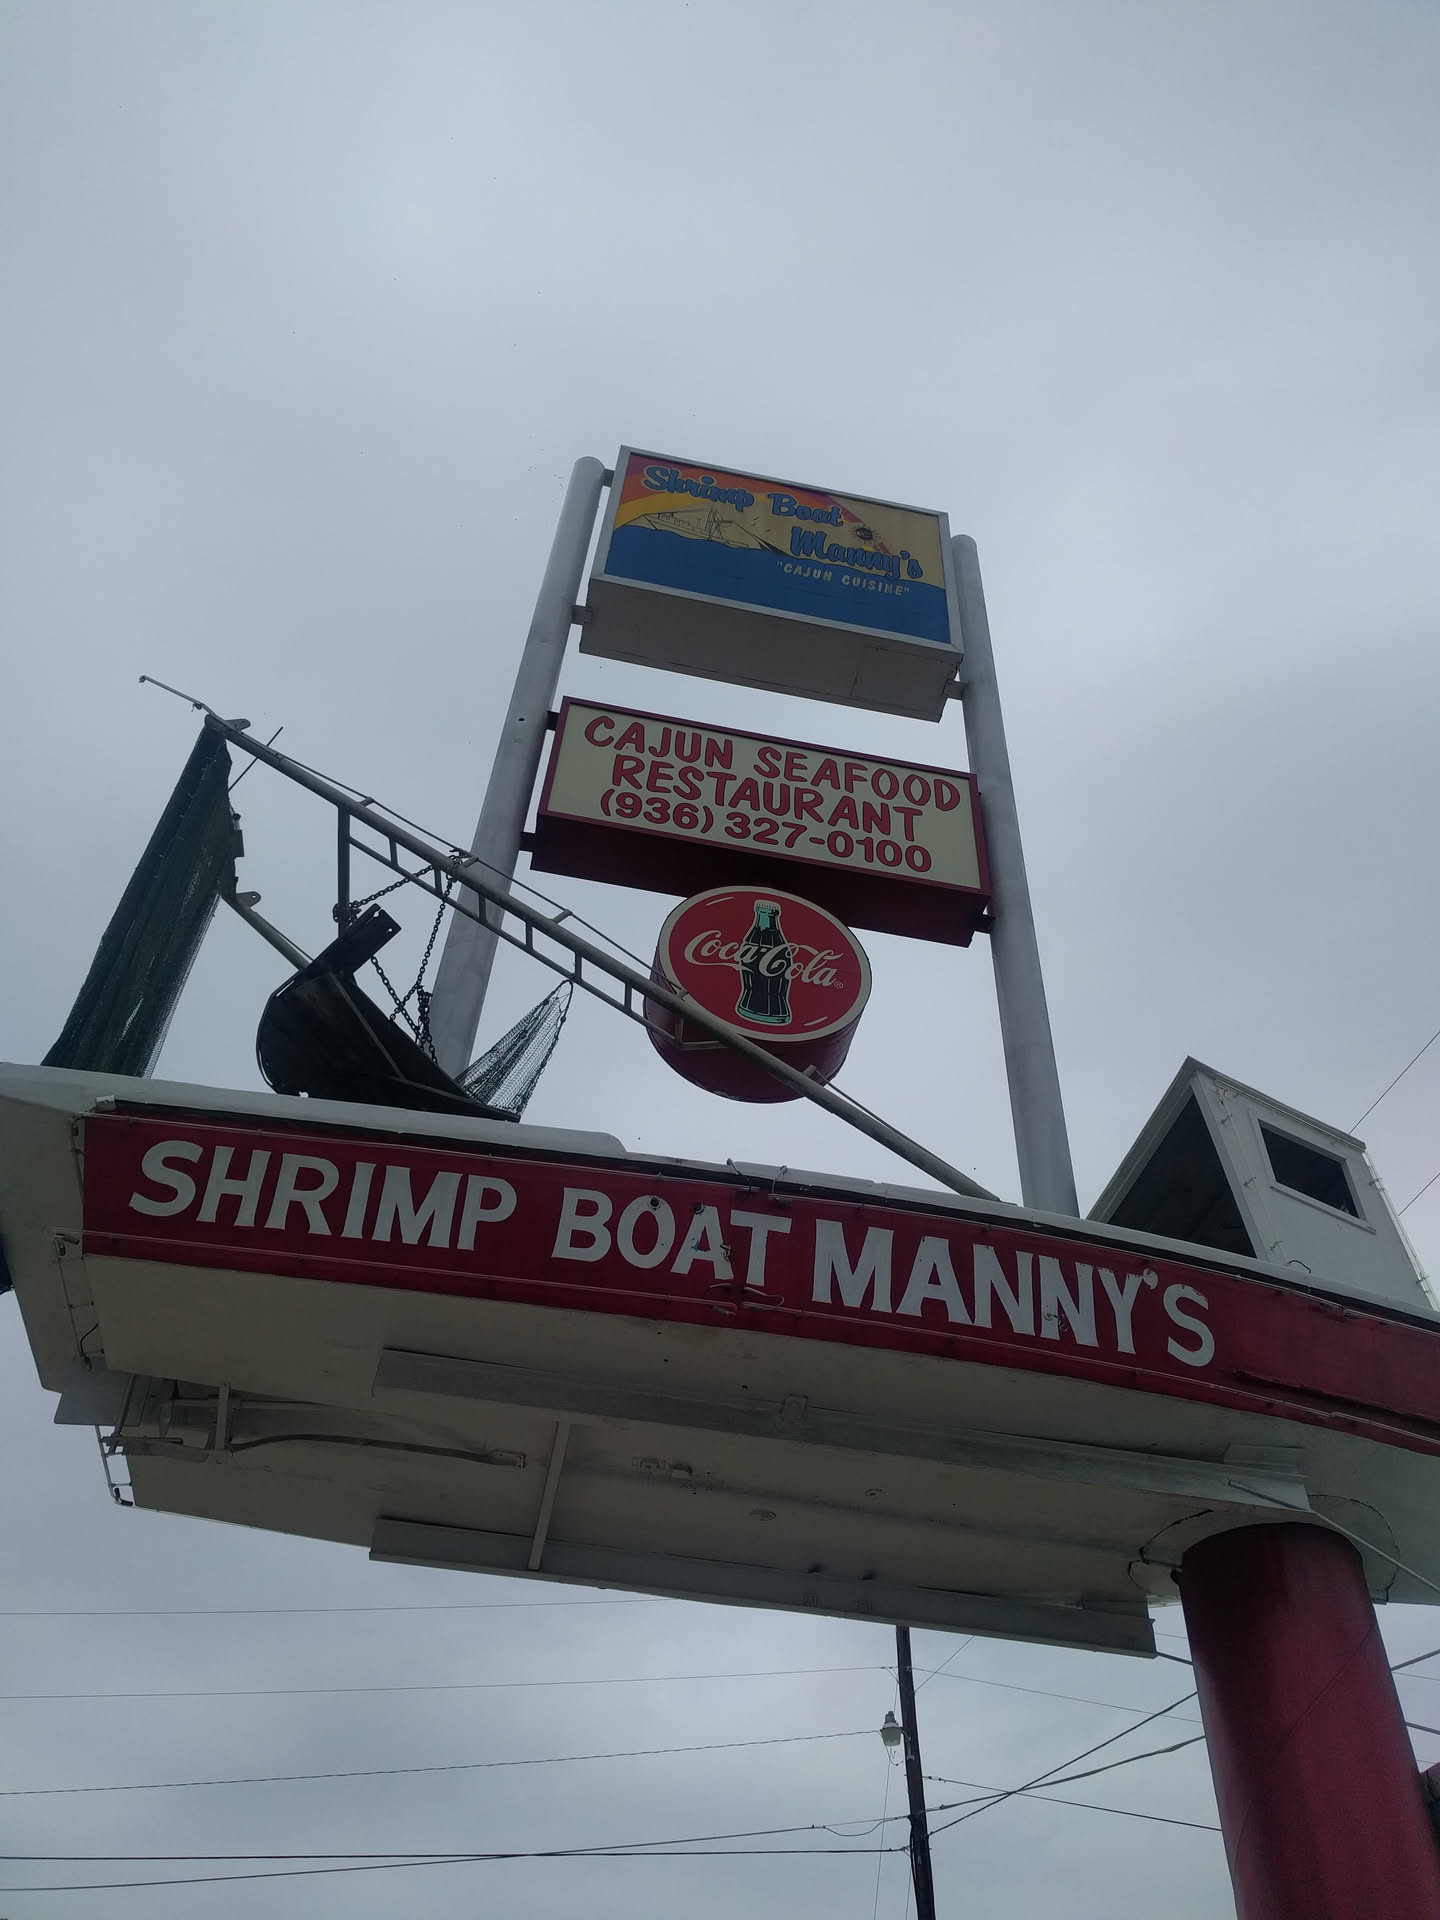 Shrimp Boat
Manny's
"CAJUN CUISINE"
CAJUN SEAFOOD
RESTAURANT
(936) 327-0100
Coca-Cola®
SHRIMP BOAT MANNY'S